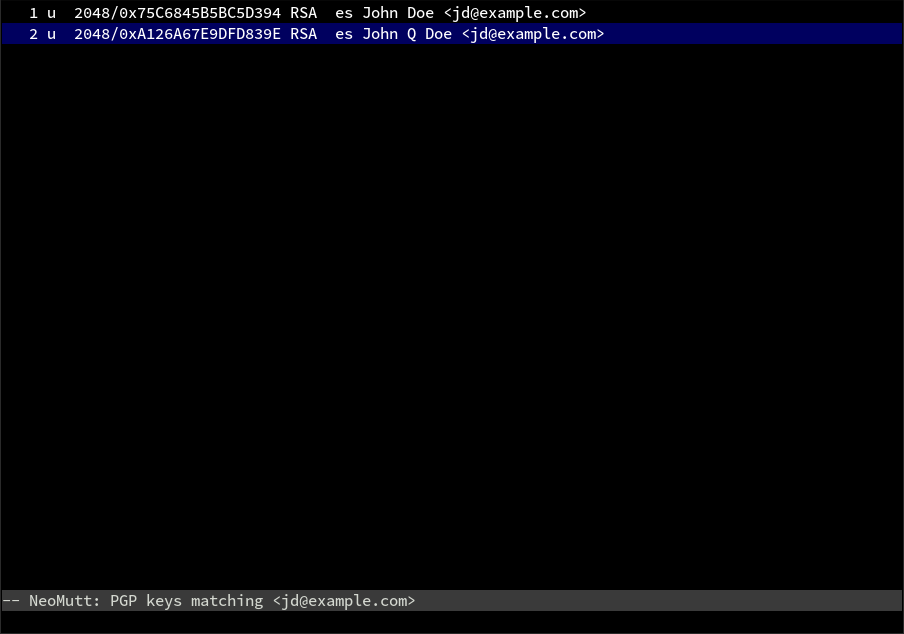 1 u  2048/0x75C6845B5BC5D394 RSA  es John Doe <jd@example.com>
2 u  2048/0xA126A67E9DFD839E RSA  es John Q Doe <jd@example.com>
-- NeoMutt: PGP keys matching <jd@example.com>